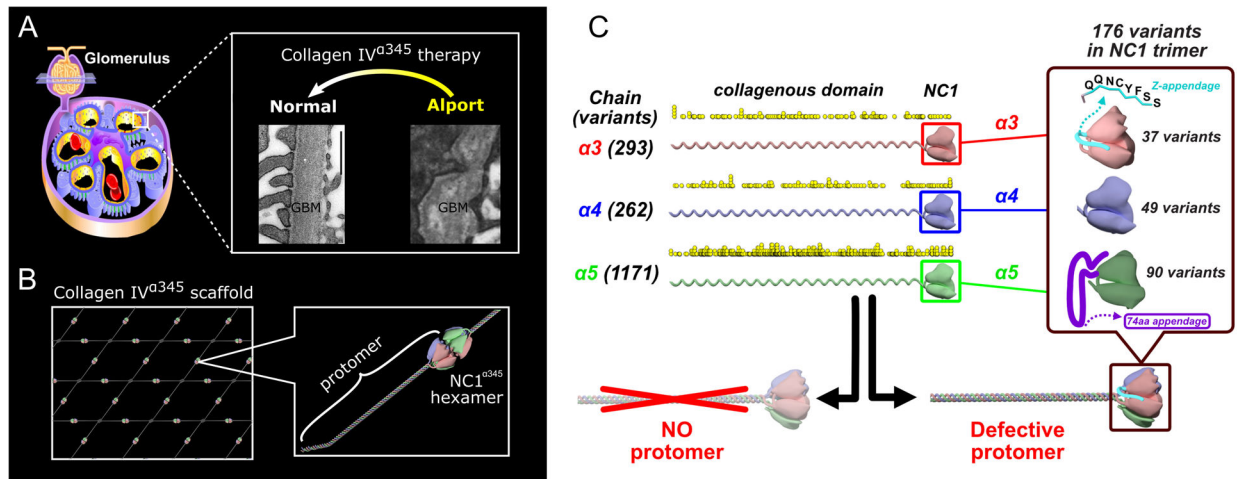 A
Glomerulus
Collagen IVα345 therapy
Normal
Alport
GBM
GBM
B
Collagen IVα345 scaffold
protomer
NC1α345
hexamer
C
176 variants
in NC1 trimer
Chain
(variants)
collagenous domain
NC1
α3 (293)
α4 (262)
α5 (1171)
α3
α4
α5
QQNCYFSS
Z-appendage
37 variants
49 variants
90 variants
74aa appendage
NO
protomer
Defective
protomer